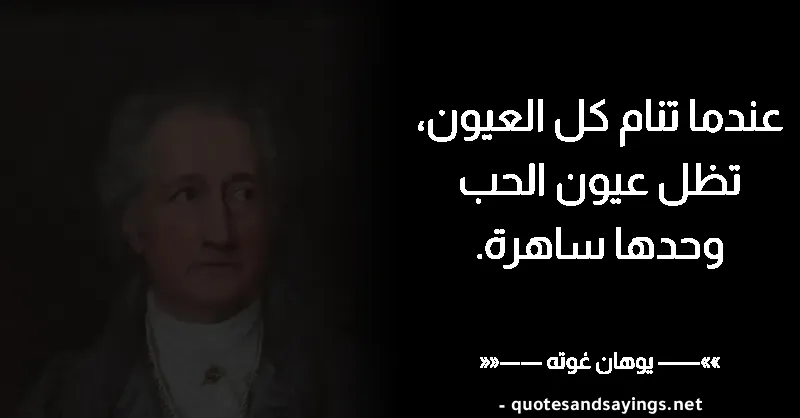 عندما تنام كل العيون،
تظل عيون الحب
وحدها ساهرة.
»»—— يوهان غوته ——««
- quotesandsayings.net